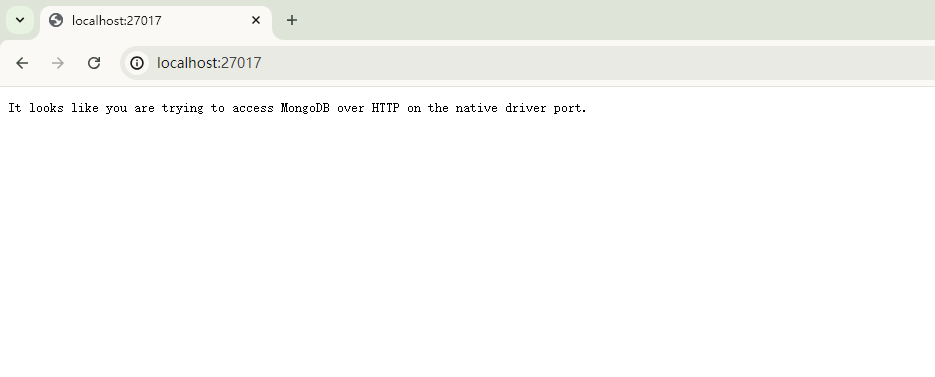 localhost:27017
localhost:27017
It looks like you are trying to access MongoDB over HTTP on the native driver port.